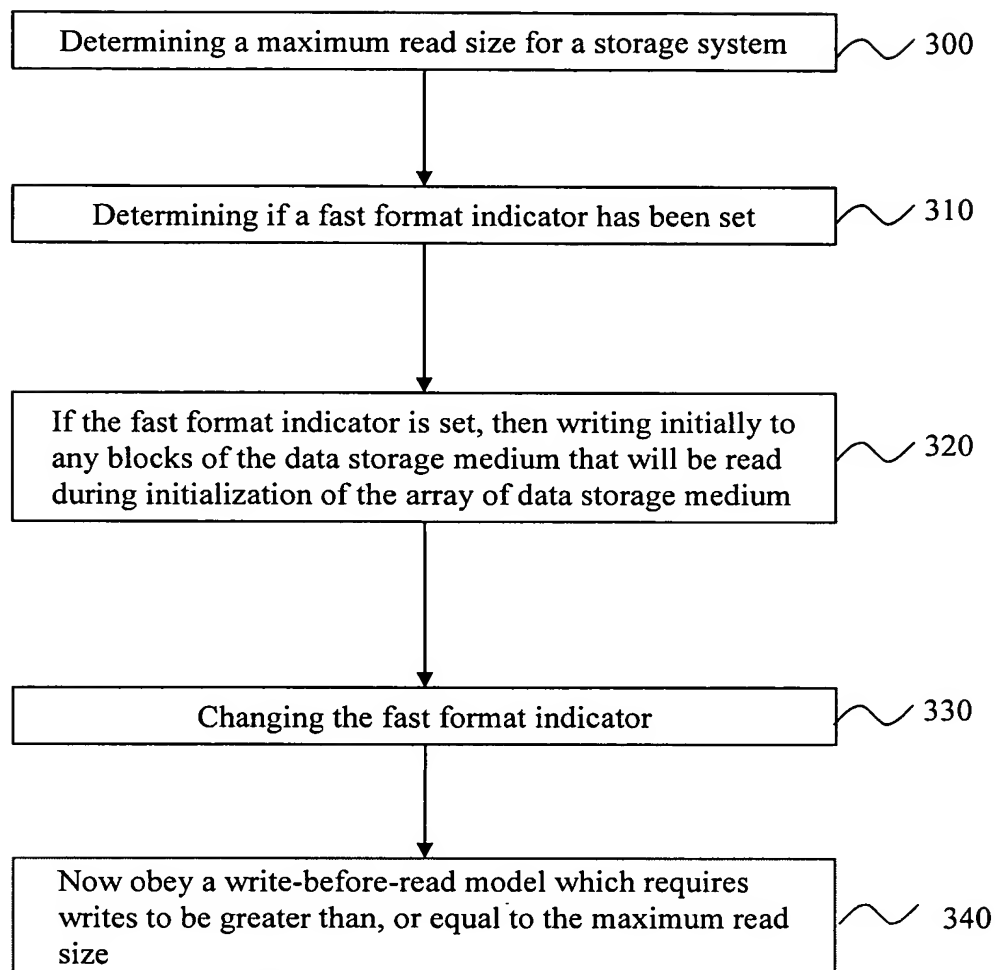 Determining a maximum read size for a storage system
300
Determining if a fast format indicator has been set
310
If the fast format indicator is set, then writing initially to
any blocks of the data storage medium that will be read
during initialization of the array of data storage medium
320
Changing the fast format indicator
330
Now obey a write-before-read model which requires
writes to be greater than, or equal to the maximum read
size
340